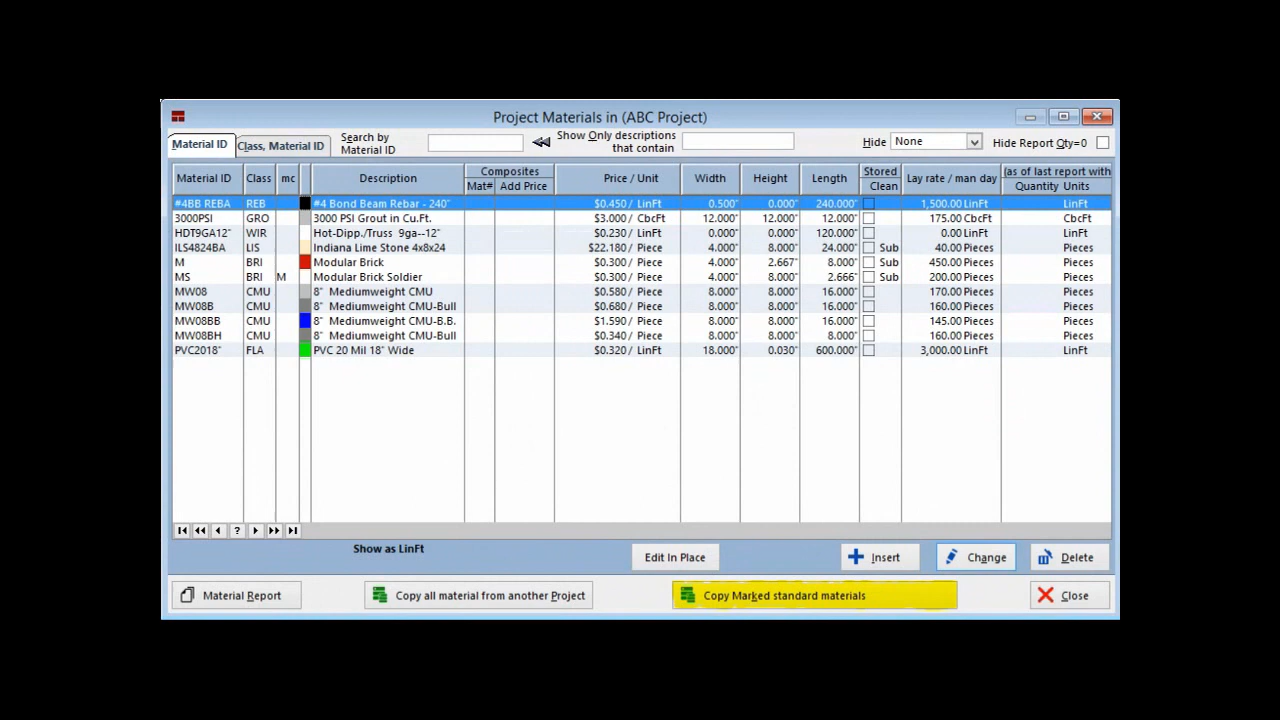 Project Materials in (ABC Project)
Material ID Class, Material ID Search by Material ID Show Only descriptions that contain Hide None Hide Report Qty=0
Material ID Class mc Description Composites Mat# Add Price Price / Unit Width Height Length Stored Clean Lay rate / man day (as of last report with Quantity Units
#4BB REBA REB #4 Bond Beam Rebar - 240" $0.450 / LinFt 0.500" 0.000" 240.000" 1,500.00 LinFt LinFt
3000PSI GRO 3000 PSI Grout in Cu.Ft. $3.000 / CbcFt 12.000" 12.000" 12.000" 175.00 CbcFt CbcFt
HDT9GA12" WIR Hot-Dipp./Truss 9ga--12" $0.230 / LinFt 0.000" 0.000" 120.000" 0.00 LinFt LinFt
ILS4824BA LIS Indiana Lime Stone 4x8x24 $22.180 / Piece 4.000" 8.000" 24.000" Sub 40.00 Pieces Pieces
M BRI Modular Brick $0.300 / Piece 4.000" 2.667" 8.000" Sub 450.00 Pieces Pieces
MS BRI M Modular Brick Soldier $0.300 / Piece 4.000" 8.000" 2.666" Sub 200.00 Pieces Pieces
MW08 CMU 8" Mediumweight CMU $0.580 / Piece 8.000" 8.000" 16.000" 170.00 Pieces Pieces
MW08B CMU 8" Mediumweight CMU-Bull $0.680 / Piece 8.000" 8.000" 16.000" 160.00 Pieces Pieces
MW08BB CMU 8" Mediumweight CMU-B.B. $1.590 / Piece 8.000" 8.000" 16.000" 145.00 Pieces Pieces
MW08BH CMU 8" Mediumweight CMU-Bull $0.340 / Piece 8.000" 8.000" 8.000" 160.00 Pieces Pieces
PVC2018" FLA PVC 20 Mil 18" Wide $0.320 / LinFt 18.000" 0.030" 600.000" 3,000.00 LinFt LinFt
?
Show as LinFt Edit In Place Insert Change Delete
Material Report Copy all material from another Project Copy Marked standard materials Close